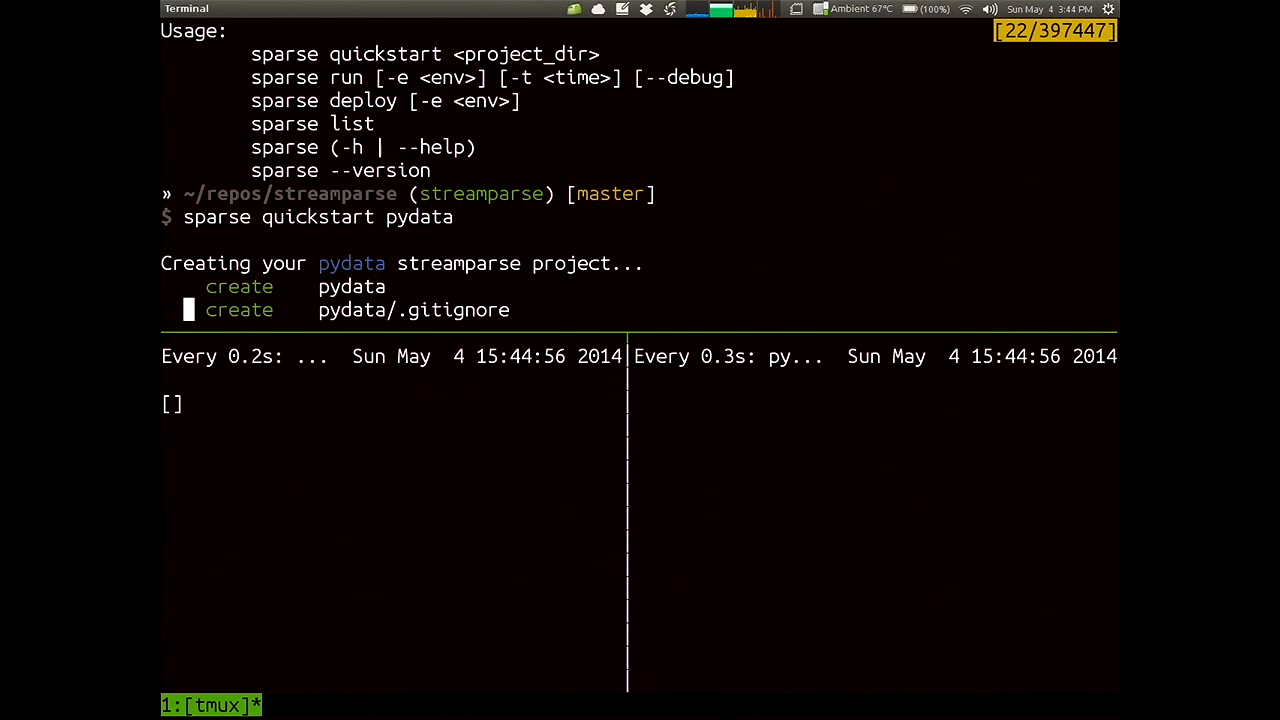 Terminal Ambient 67°C (100%) Sun May 4 3:44 PM
Usage: [22/397447]
sparse quickstart <project_dir>
sparse run [-e <env>] [-t <time>] [--debug]
sparse deploy [-e <env>]
sparse list
sparse (-h | --help)
sparse --version
» ~/repos/streamparse (streamparse) [master]
$ sparse quickstart pydata
Creating your pydata streamparse project...
create pydata
create pydata/.gitignore
Every 0.2s: ... Sun May 4 15:44:56 2014
Every 0.3s: py... Sun May 4 15:44:56 2014
[]
1:[tmux]*